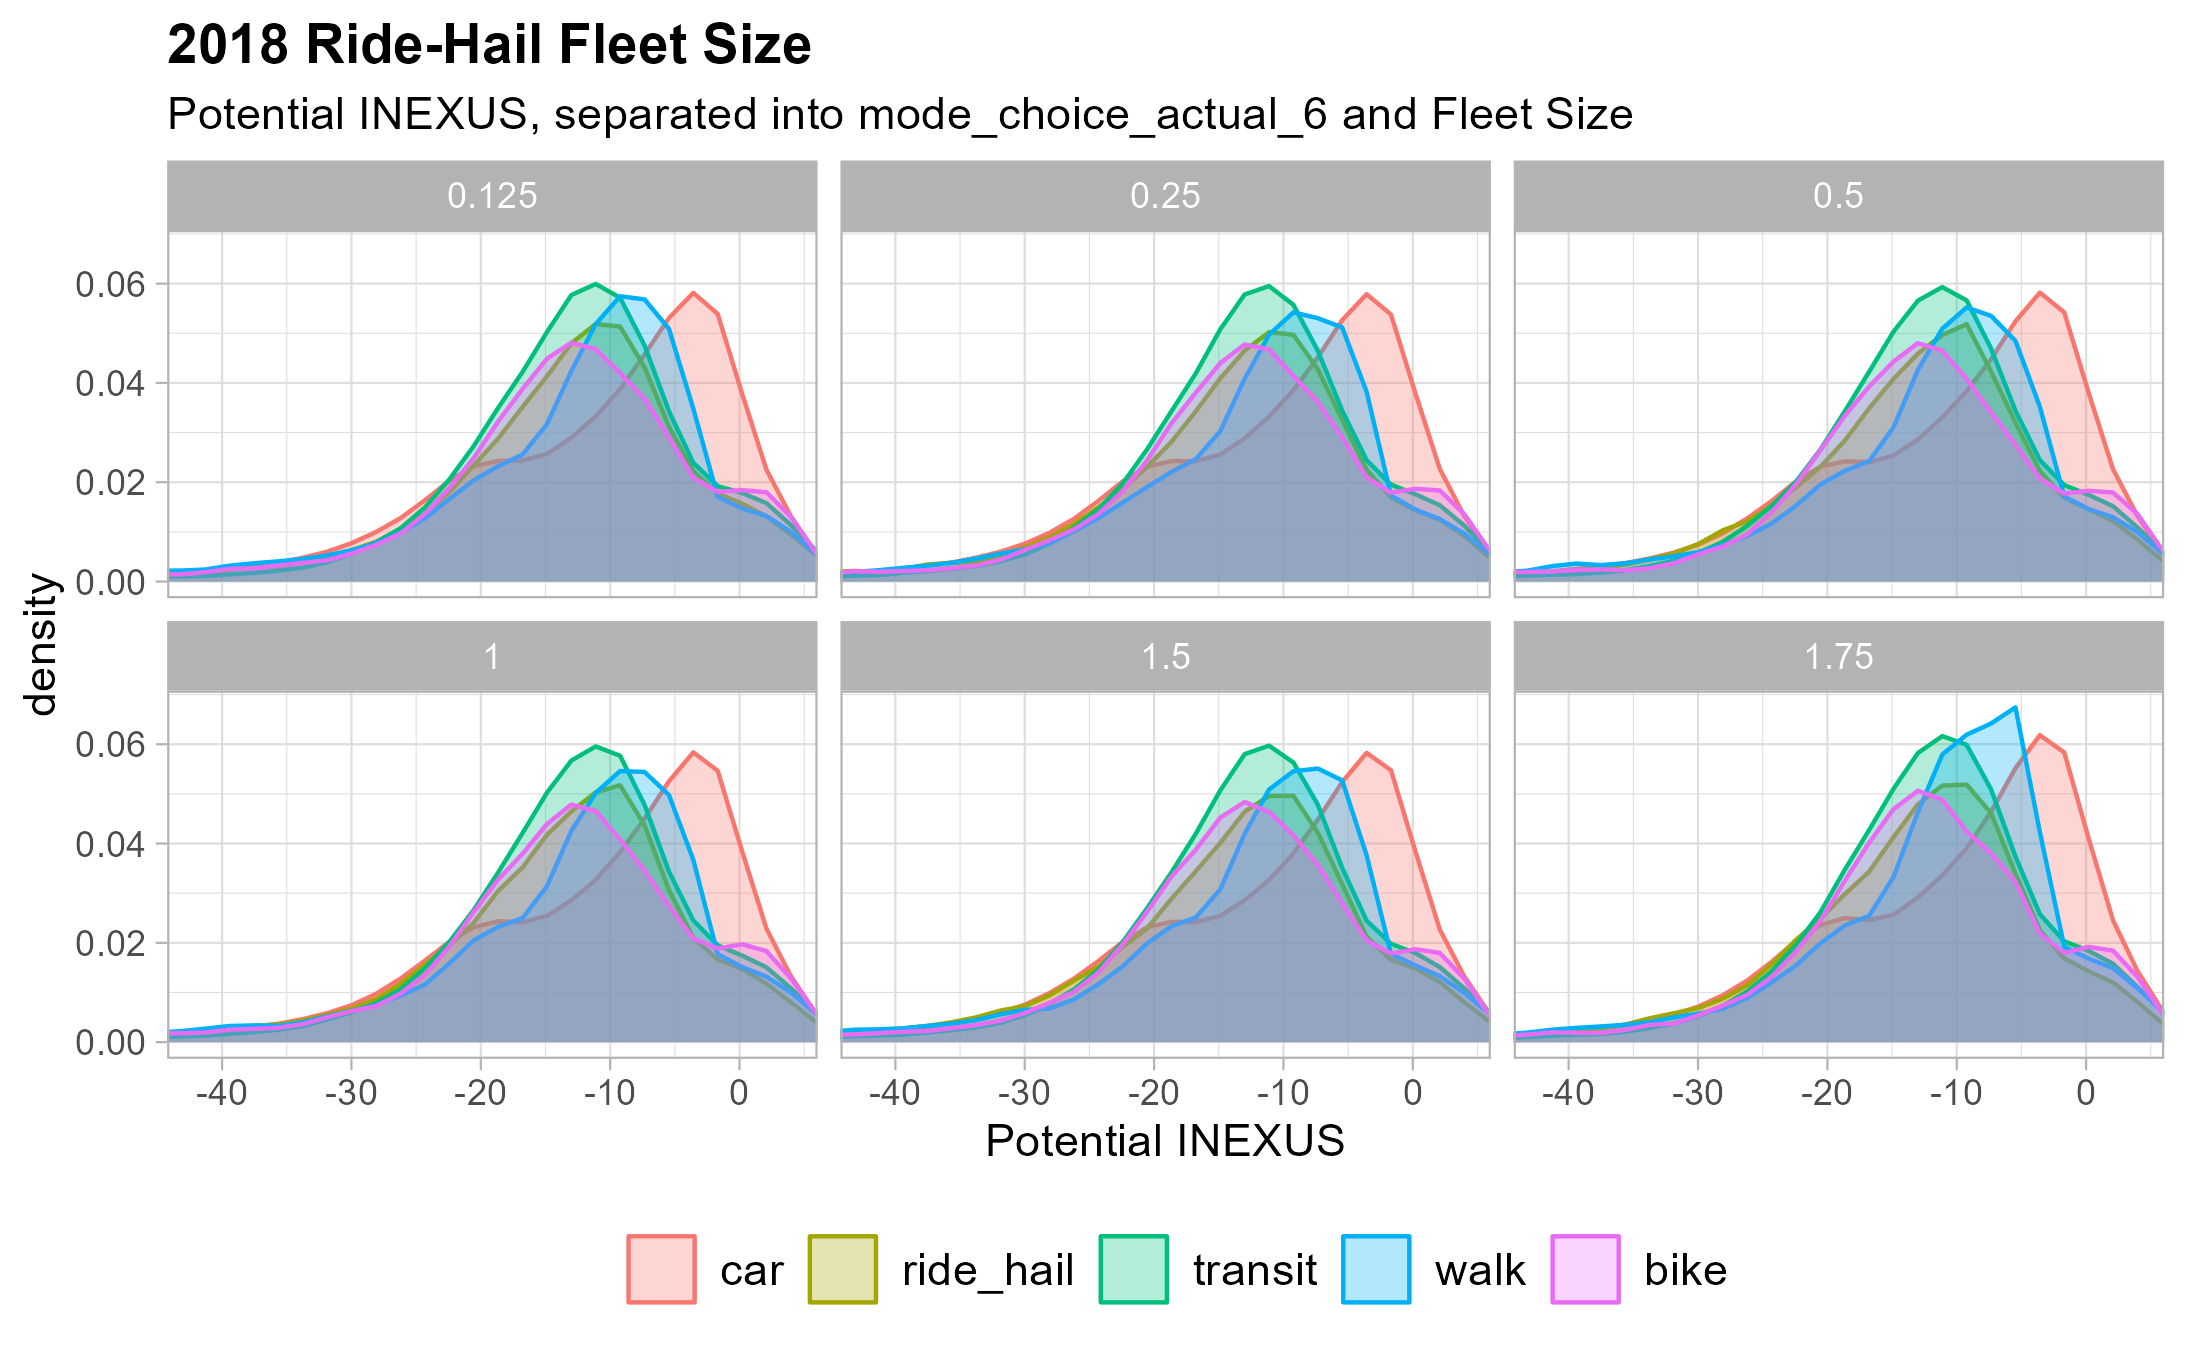 2018 Ride-Hail Fleet Size
Potential INEXUS, separated into mode_choice_actual_6 and Fleet Size
0.125 0.25 0.5
0.06
0.04
0.02
0.00
1 1.5 1.75
0.06
0.04
0.02
0.00
density
-40 -30 -20 -10 0 -40 -30 -20 -10 0 -40 -30 -20 -10 0
Potential INEXUS
car ride_hail transit walk bike